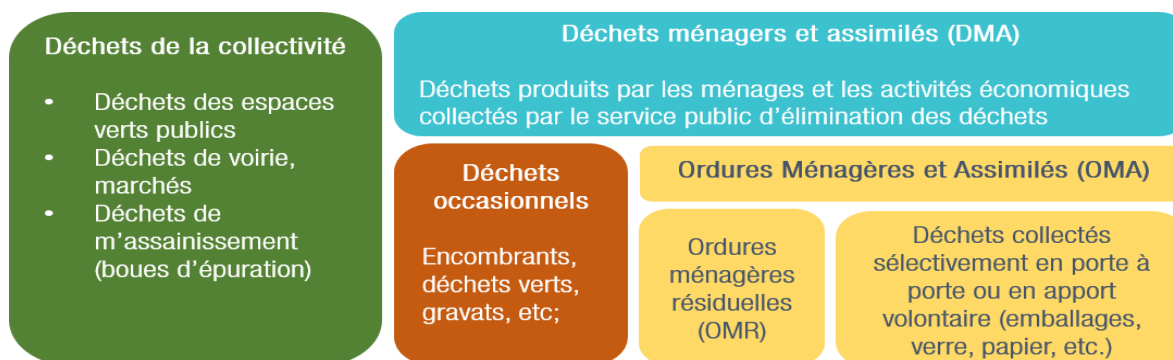 Déchets de la collectivité
• Déchets des espaces
verts publics
• Déchets de voirie,
marchés
• Déchets de
m’assainissement
(boues d’épuration)
Déchets ménagers et assimilés (DMA)
Déchets produits par les ménages et les activités économiques
collectés par le service public d’élimination des déchets
Déchets
occasionnels
Encombrants,
déchets verts,
gravats, etc;
Ordures Ménagères et Assimilés (OMA)
Ordures
ménagères
résiduelles
(OMR)
Déchets collectés
sélectivement en porte à
porte ou en apport
volontaire (emballages,
verre, papier, etc.)